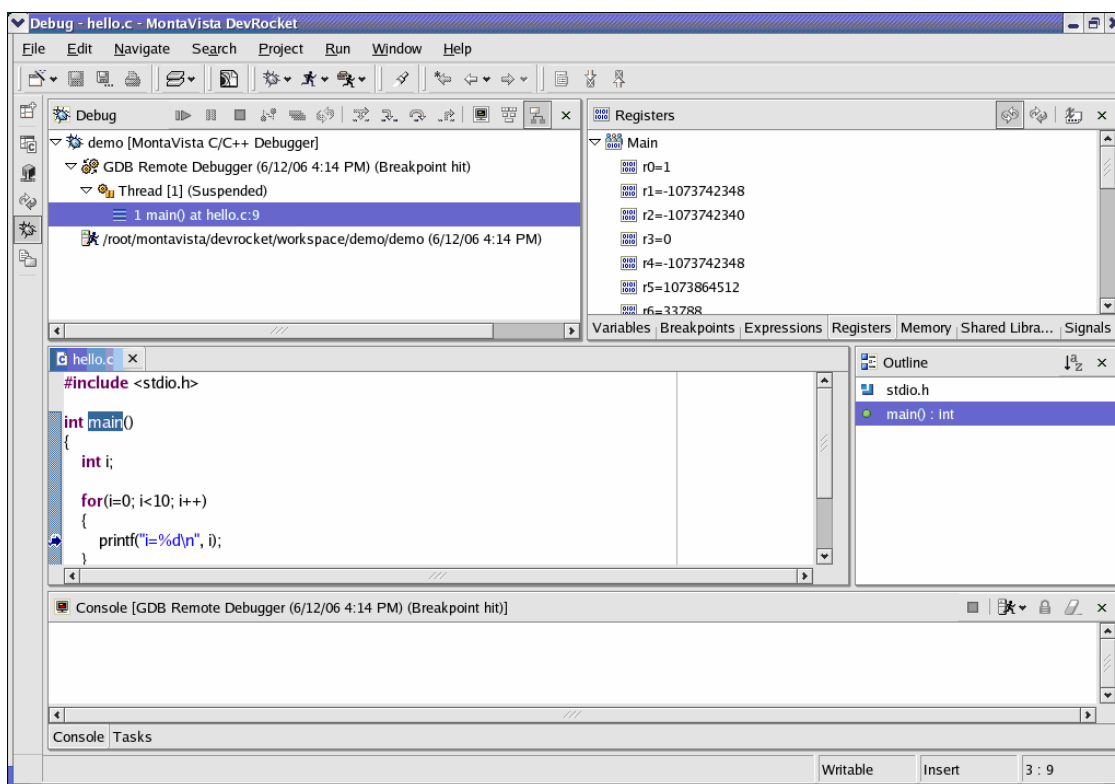 Debug - hello.c - MontaVista DevRocket
File Edit Navigate Search Project Run Window Help
Debug
demo [MontaVista C/C++ Debugger]
GDB Remote Debugger (6/12/06 4:14 PM) (Breakpoint hit)
Thread [1] (Suspended)
1 main() at hello.c:9
/root/montavista/devrocket/workspace/demo/demo (6/12/06 4:14 PM)
Registers
Main
r0=1
r1=-1073742348
r2=-1073742340
r3=0
r4=-1073742348
r5=1073864512
r6=33788
Variables Breakpoints Expressions Registers Memory Shared Libra... Signals
hello.c
#include <stdio.h>
int main()
{
int i;
for(i=0; i<10; i++)
{
printf("i=%d\n", i);
}
Outline
stdio.h
main() : int
Console [GDB Remote Debugger (6/12/06 4:14 PM) (Breakpoint hit)]
Console Tasks
Writable Insert 3 : 9